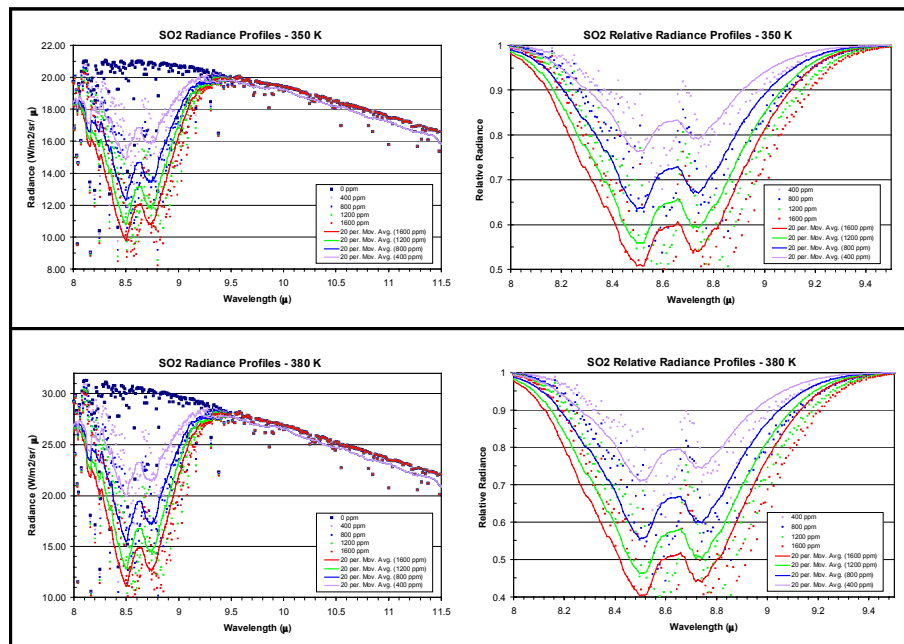 SO2 Radiance Profiles - 350 K
22.00
20.00
18.00
16.00
14.00
12.00
10.00
8.00
Radiance (W/m2/sr/ μ)
8
8.5
9
9.5
10
10.5
11
11.5
Wavelength (μ)
0 ppm
400 ppm
800 ppm
1200 ppm
1600 ppm
20 per. Mov. Avg. (1600 ppm)
20 per. Mov. Avg. (1200 ppm)
20 per. Mov. Avg. (800 ppm)
20 per. Mov. Avg. (400 ppm)
SO2 Relative Radiance Profiles - 350 K
1
0.9
0.8
0.7
0.6
0.5
Relative Radiance
8
8.2
8.4
8.6
8.8
9
9.2
9.4
Wavelength (μ)
400 ppm
800 ppm
1200 ppm
1600 ppm
20 per. Mov. Avg. (1600 ppm)
20 per. Mov. Avg. (1200 ppm)
20 per. Mov. Avg. (800 ppm)
20 per. Mov. Avg. (400 ppm)
SO2 Radiance Profiles - 380 K
30.00
25.00
20.00
15.00
10.00
Radiance (W/m2/sr/ μ)
8
8.5
9
9.5
10
10.5
11
11.5
Wavelength (μ)
0 ppm
400 ppm
800 ppm
1200 ppm
1600 ppm
20 per. Mov. Avg. (1600 ppm)
20 per. Mov. Avg. (1200 ppm)
20 per. Mov. Avg. (800 ppm)
20 per. Mov. Avg. (400 ppm)
SO2 Relative Radiance Profiles - 380 K
1
0.9
0.8
0.7
0.6
0.5
0.4
Relative Radiance
8
8.2
8.4
8.6
8.8
9
9.2
9.4
Wavelength (μ)
400 ppm
800 ppm
1200 ppm
1600 ppm
20 per. Mov. Avg. (1600 ppm)
20 per. Mov. Avg. (1200 ppm)
20 per. Mov. Avg. (800 ppm)
20 per. Mov. Avg. (400 ppm)